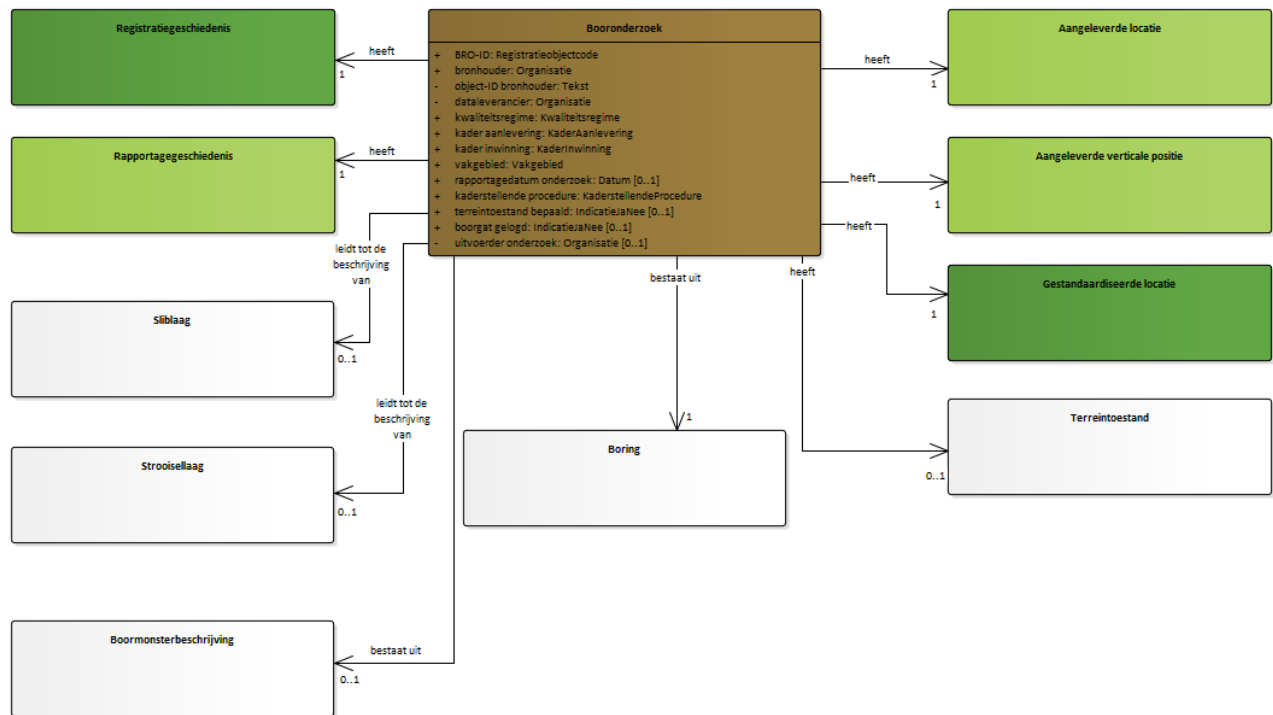 Registratiegeschiedenis
heeft
1
Rapportagegeschiedenis
heeft
1
leidt tot de
beschrijving
van
Sliblaag
0..1
leidt tot de
beschrijving
van
Strooisellaag
0..1
Boormonsterbeschrijving
bestaat uit
0..1
Booronderzoek
+ BRO-ID: Registratieobjectcode
+ bronhouder: Organisatie
- object-ID bronhouder: Tekst
- dataleverancier: Organisatie
+ kwaliteitsregime: Kwaliteitsregime
+ kader aanlevering: KaderAanlevering
+ kader inwinning: KaderInwinning
+ vakgebied: Vakgebied
+ rapportagedatum onderzoek: Datum [0..1]
+ kaderstellende procedure: KaderstellendeProcedure
+ terreintoestand bepaald: IndicatieJaNee [0..1]
+ boorgat gelogd: IndicatieJaNee [0..1]
- uitvoerder onderzoek: Organisatie [0..1]
bestaat uit
1
Boring
heeft
Aangeleverde locatie
1
heeft
Aangeleverde verticale positie
1
heeft
Gestandaardiseerde locatie
1
heeft
Terreintoestand
0..1